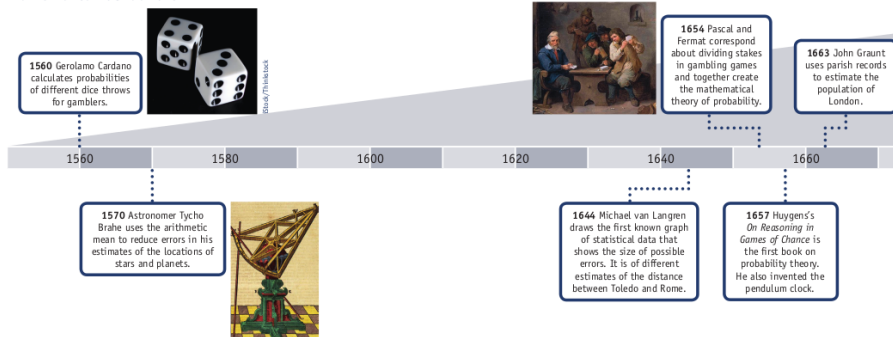 1560 Gerolamo Cardano
calculates probabilities
of different dice throws
for gamblers.
iStock/Thinkstock
1654 Pascal and
Fermat correspond
about dividing stakes
in gambling games
and together create
the mathematical
theory of probability.
1663 John Graunt
uses parish records
to estimate the
population of
London.
1560
1580
1600
1620
1640
1660
1570 Astronomer Tycho
Brahe uses the arithmetic
mean to reduce errors in his
estimates of the locations of
stars and planets.
1644 Michael van Langren
draws the first known graph
of statistical data that
shows the size of possible
errors. It is of different
estimates of the distance
between Toledo and Rome.
1657 Huygens's
On Reasoning in
Games of Chance is
the first book on
probability theory.
He also invented the
pendulum clock.